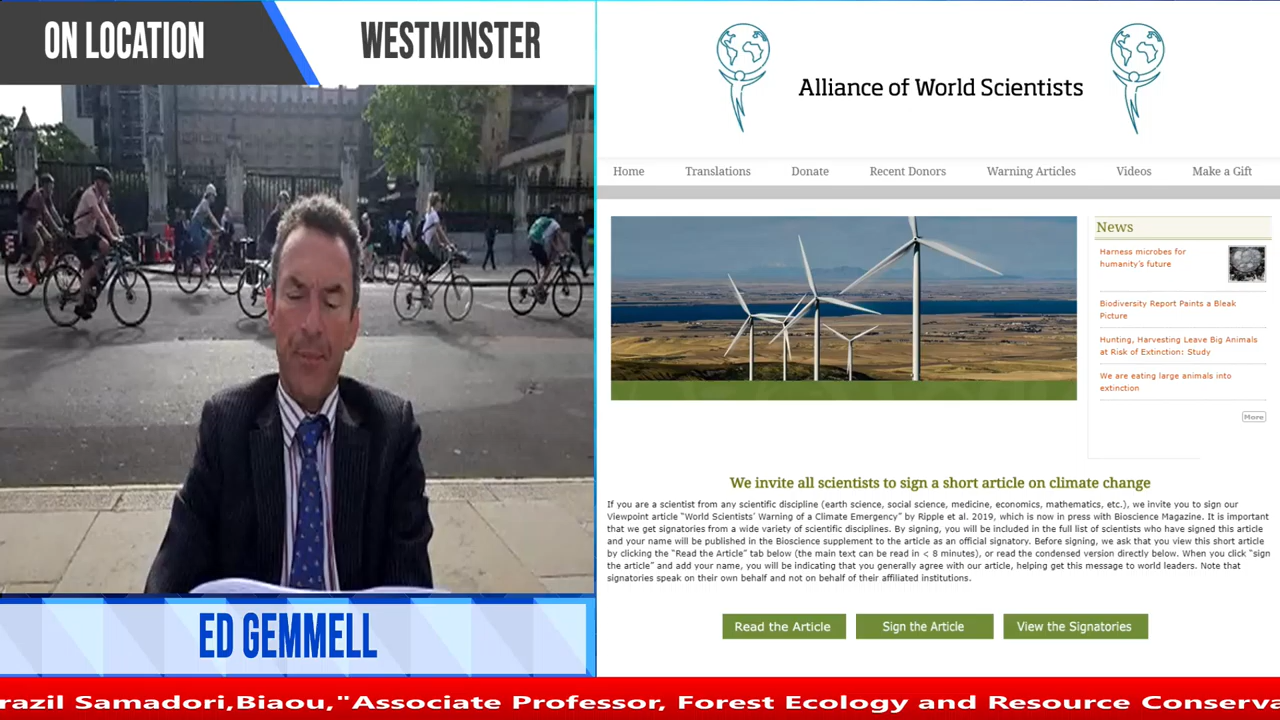 ON LOCATION
WESTMINSTER
Alliance of World Scientists
Home
Translations
Donate
Recent Donors
Warning Articles
Videos
Make a Gift
News
Harness microbes for
humanity's future
Biodiversity Report Paints a Bleak
Picture
Hunting, Harvesting Leave Big Animals
at Risk of Extinction: Study
We are eating large animals into
extinction
More
We invite all scientists to sign a short article on climate change
If you are a scientist from any scientific discipline (earth science, social science, medicine, economics, mathematics, etc.), we invite you to sign our
Viewpoint article "World Scientists' Warning of a Climate Emergency" by Ripple et al. 2019, which is now in press with Bioscience Magazine. It is important
that we get signatories from a wide variety of scientific disciplines. By signing, you will be included in the full list of scientists who have signed this article
and your name will be published in the Bioscience supplement to the article as an official signatory. Before signing, we ask that you view this short article
by clicking the "Read the Article" tab below (the main text can be read in < 8 minutes), or read the condensed version directly below. When you click "sign
the article" and add your name, you will be indicating that you generally agree with our article, helping get this message to world leaders. Note that
signatories speak on their own behalf and not on behalf of their affiliated institutions.
Read the Article
Sign the Article
View the Signatories
ED GEMMELL
razil Samadori,Biaou,"Associate Professor, Forest Ecology and Resource Conserva